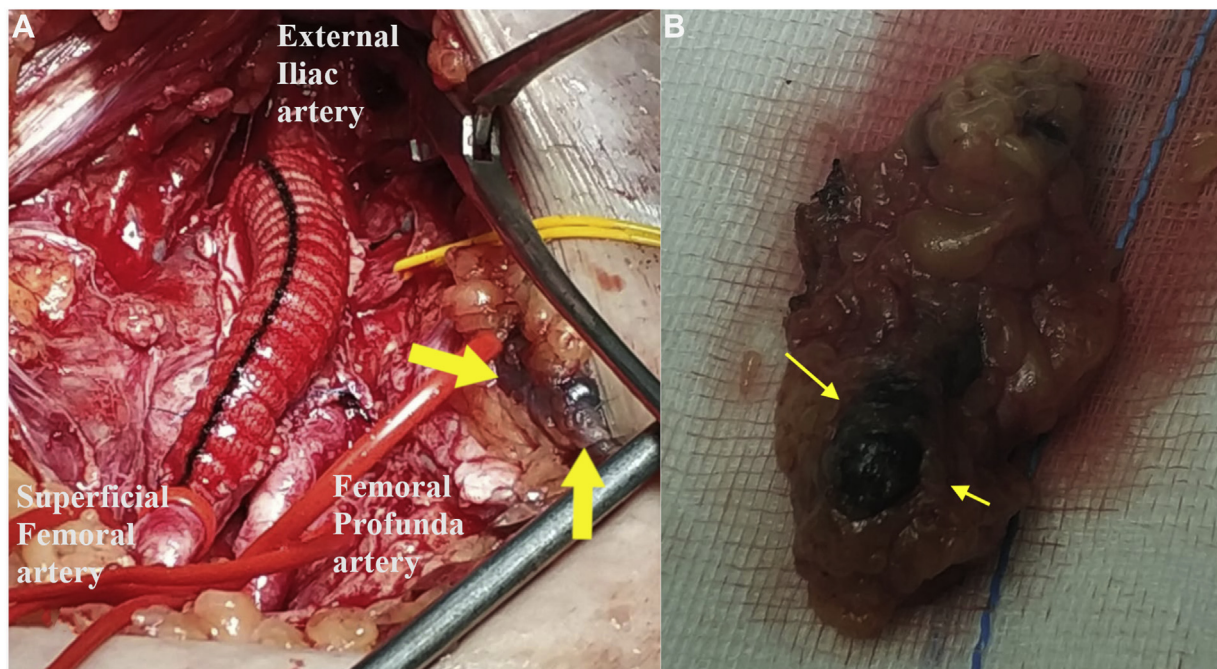 A
External
Iliac
artery
Superficial
Femoral
artery
Femoral
Profunda
artery
B